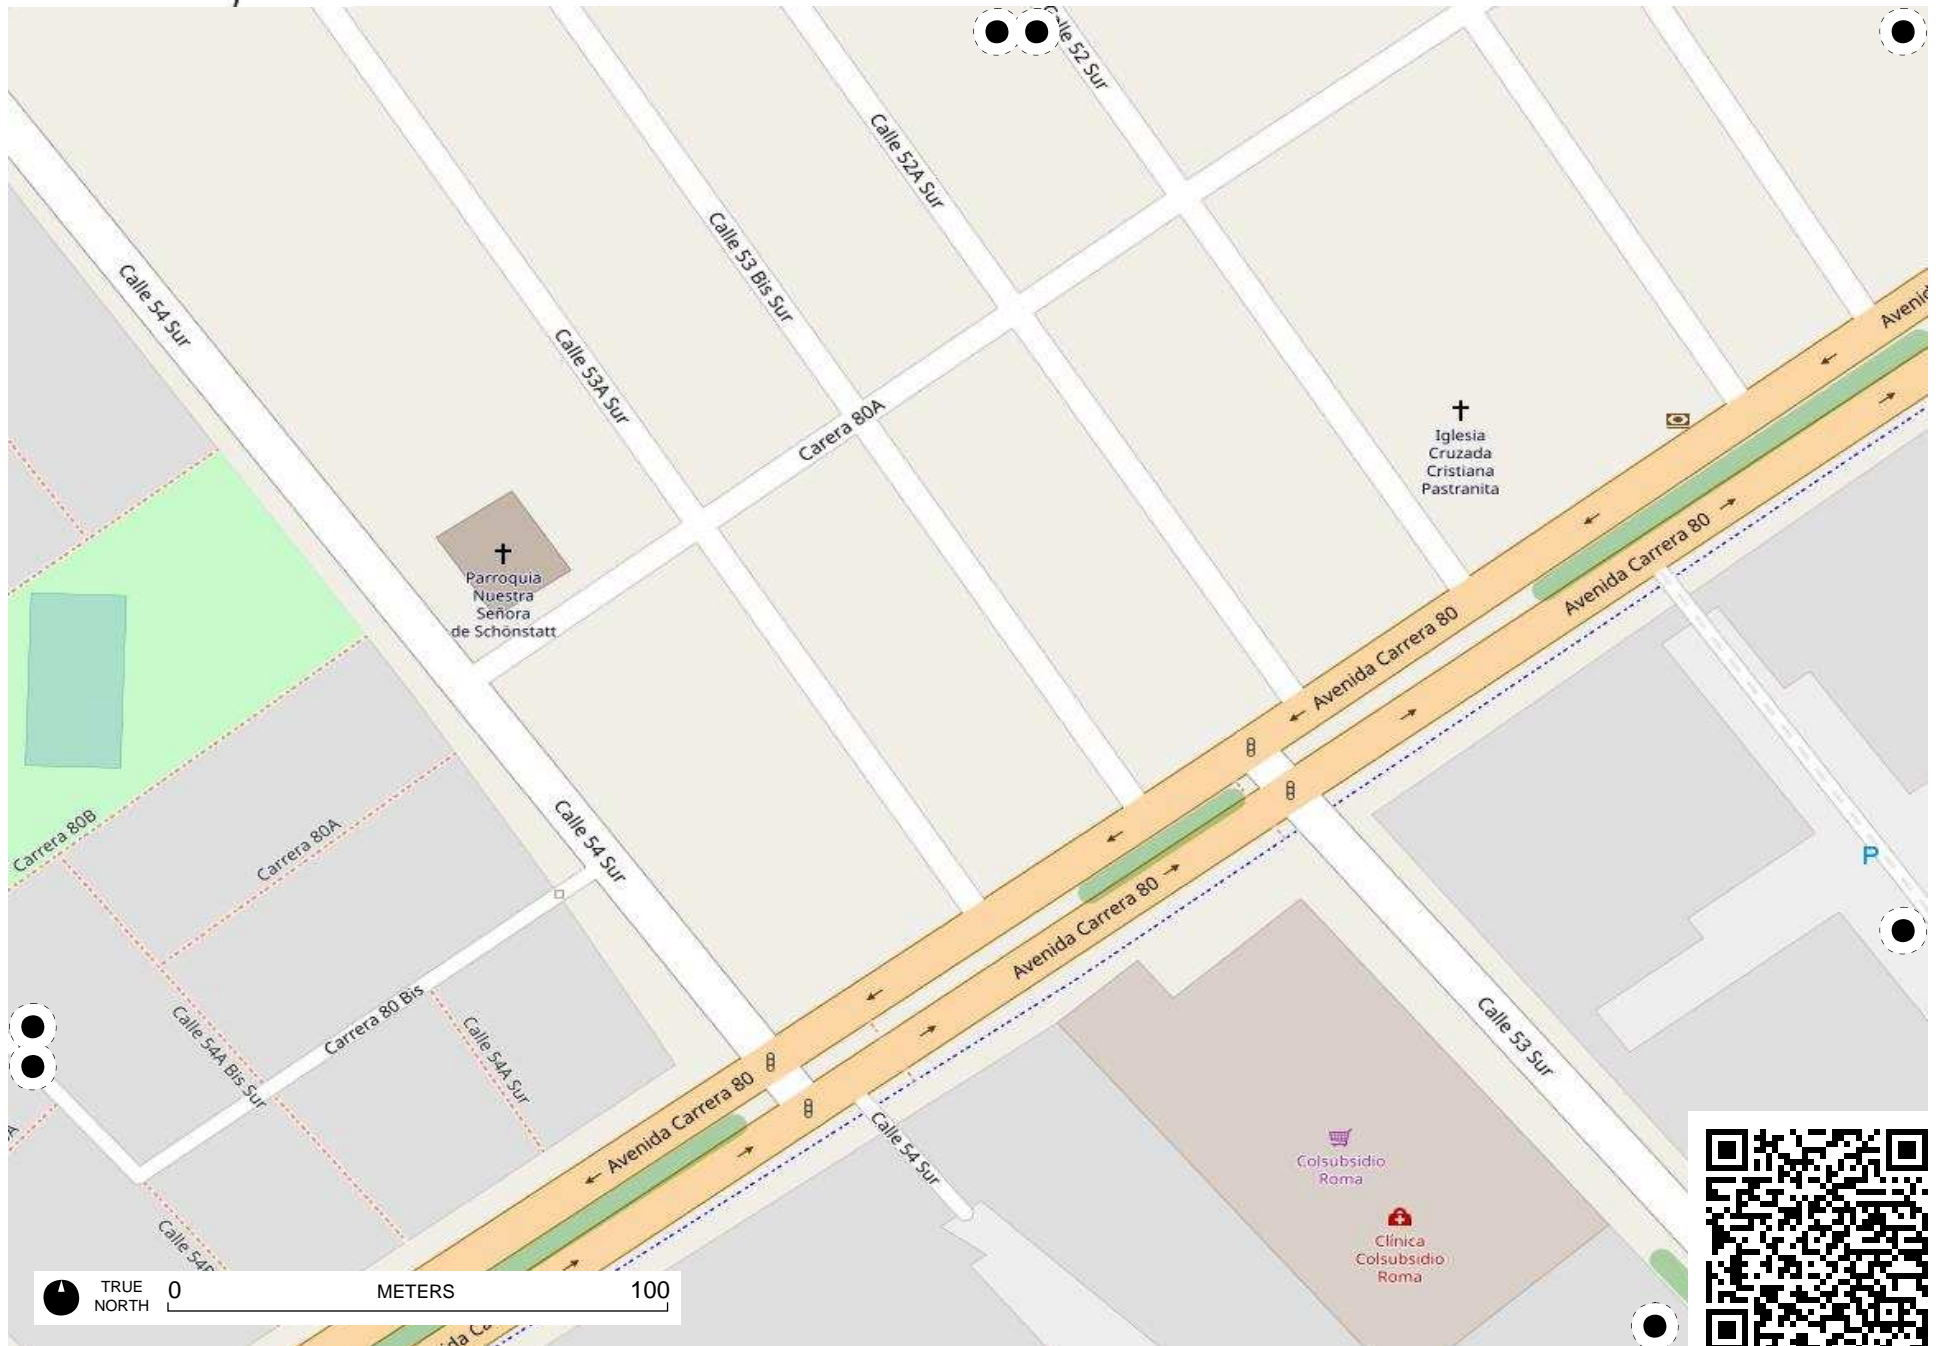 Calle 52 Sur
Calle 52A Sur
Calle 53 Bis Sur
Calle 54 Sur
Calle 53A Sur
Carera 80A
Iglesia
Cruzada
Cristiana
Pastranita
Parroquia
Nuestra
Señora
de Schönstatt
Avenida Carrera 80
Avenida Carrera 80
Calle 54 Sur
Carrera 80B
Carrera 80A
P
Avenida Carrera 80
Carrera 80 Bis
Calle 54A Bis Sur
Calle 54A Sur
Calle 53 Sur
Avenida Carrera 80
Calle 54 Sur
Colsubsidio
Roma
Clínica
Colsubsidio
Roma
TRUE
NORTH
0 METERS 100